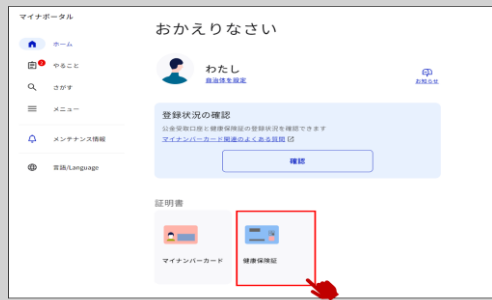 マイナポータル
おかえりなさい
ホーム
やること
さがす
メニュー
メンテナンス情報
言語/Language
わたし
自治体を設定
お知らせ
登録状況の確認
公金受取口座と健康保険証の登録状況を確認できます
マイナンバーカード関連のよくある質問
確認
証明書
マイナンバーカード
健康保険証